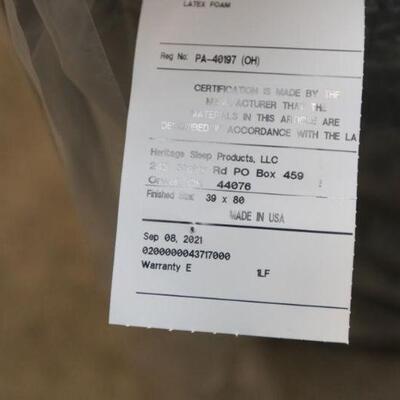 LATEX FOAM
Reg No: PA-40197 (OH)
CERTIFICATION IS MADE BY THE
MANUFACTURER THAT THE
MATERIALS IN THIS ARTICLE ARE
DESCRIBED IN ACCORDANCE WITH THE LA
Heritage Sleep Products, LLC
Rd PO Box 459
44076
Finished Size: 39 x 80
MADE IN USA
Sep 08, 2021
0200000043717000
Warranty E 1LF